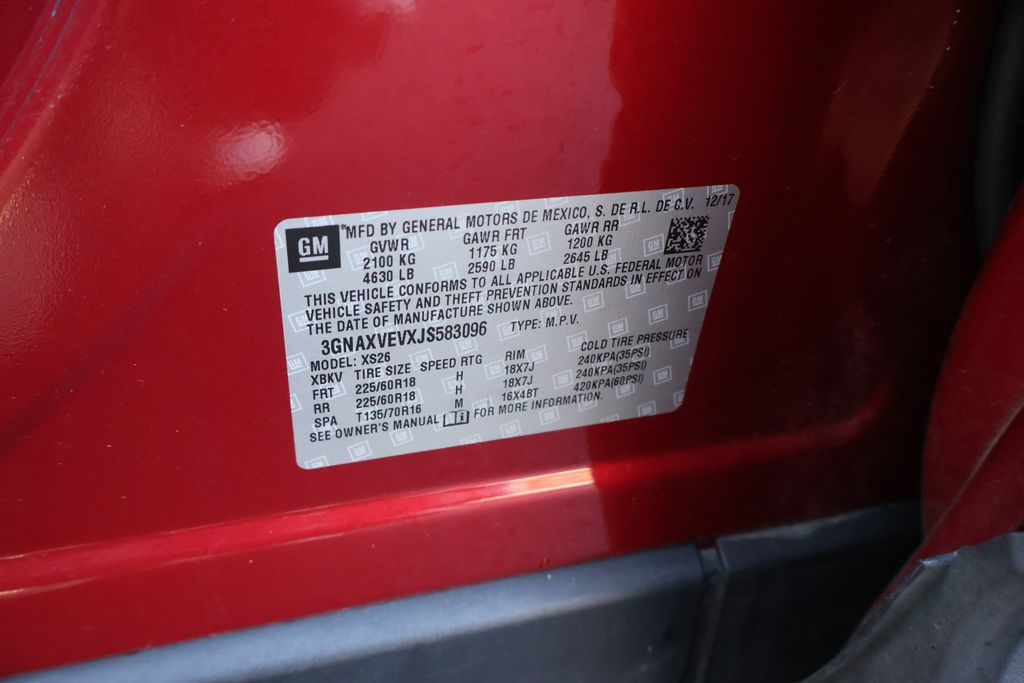 GM
*MFD BY GENERAL MOTORS DE MEXICO, S. DE R.L. DE C.V. 12/17
GVWR GAWR FRT GAWR RR
2100 KG 1175 KG 1200 KG
4630 LB 2590 LB 2645 LB
THIS VEHICLE CONFORMS TO ALL APPLICABLE U.S. FEDERAL MOTOR
VEHICLE SAFETY AND THEFT PREVENTION STANDARDS IN EFFECT ON
THE DATE OF MANUFACTURE SHOWN ABOVE.
3GNAXVEVXJS583096 TYPE: M.P.V.
MODEL: XS26
XBKV TIRE SIZE SPEED RTG RIM COLD TIRE PRESSURE
FRT 225/60R18 H 18X7J 240KPA(35PSI)
RR 225/60R18 H 18X7J 240KPA(35PSI)
SPA T135/70R16 M 16X4BT 420KPA(60PSI)
SEE OWNER'S MANUAL FOR MORE INFORMATION.